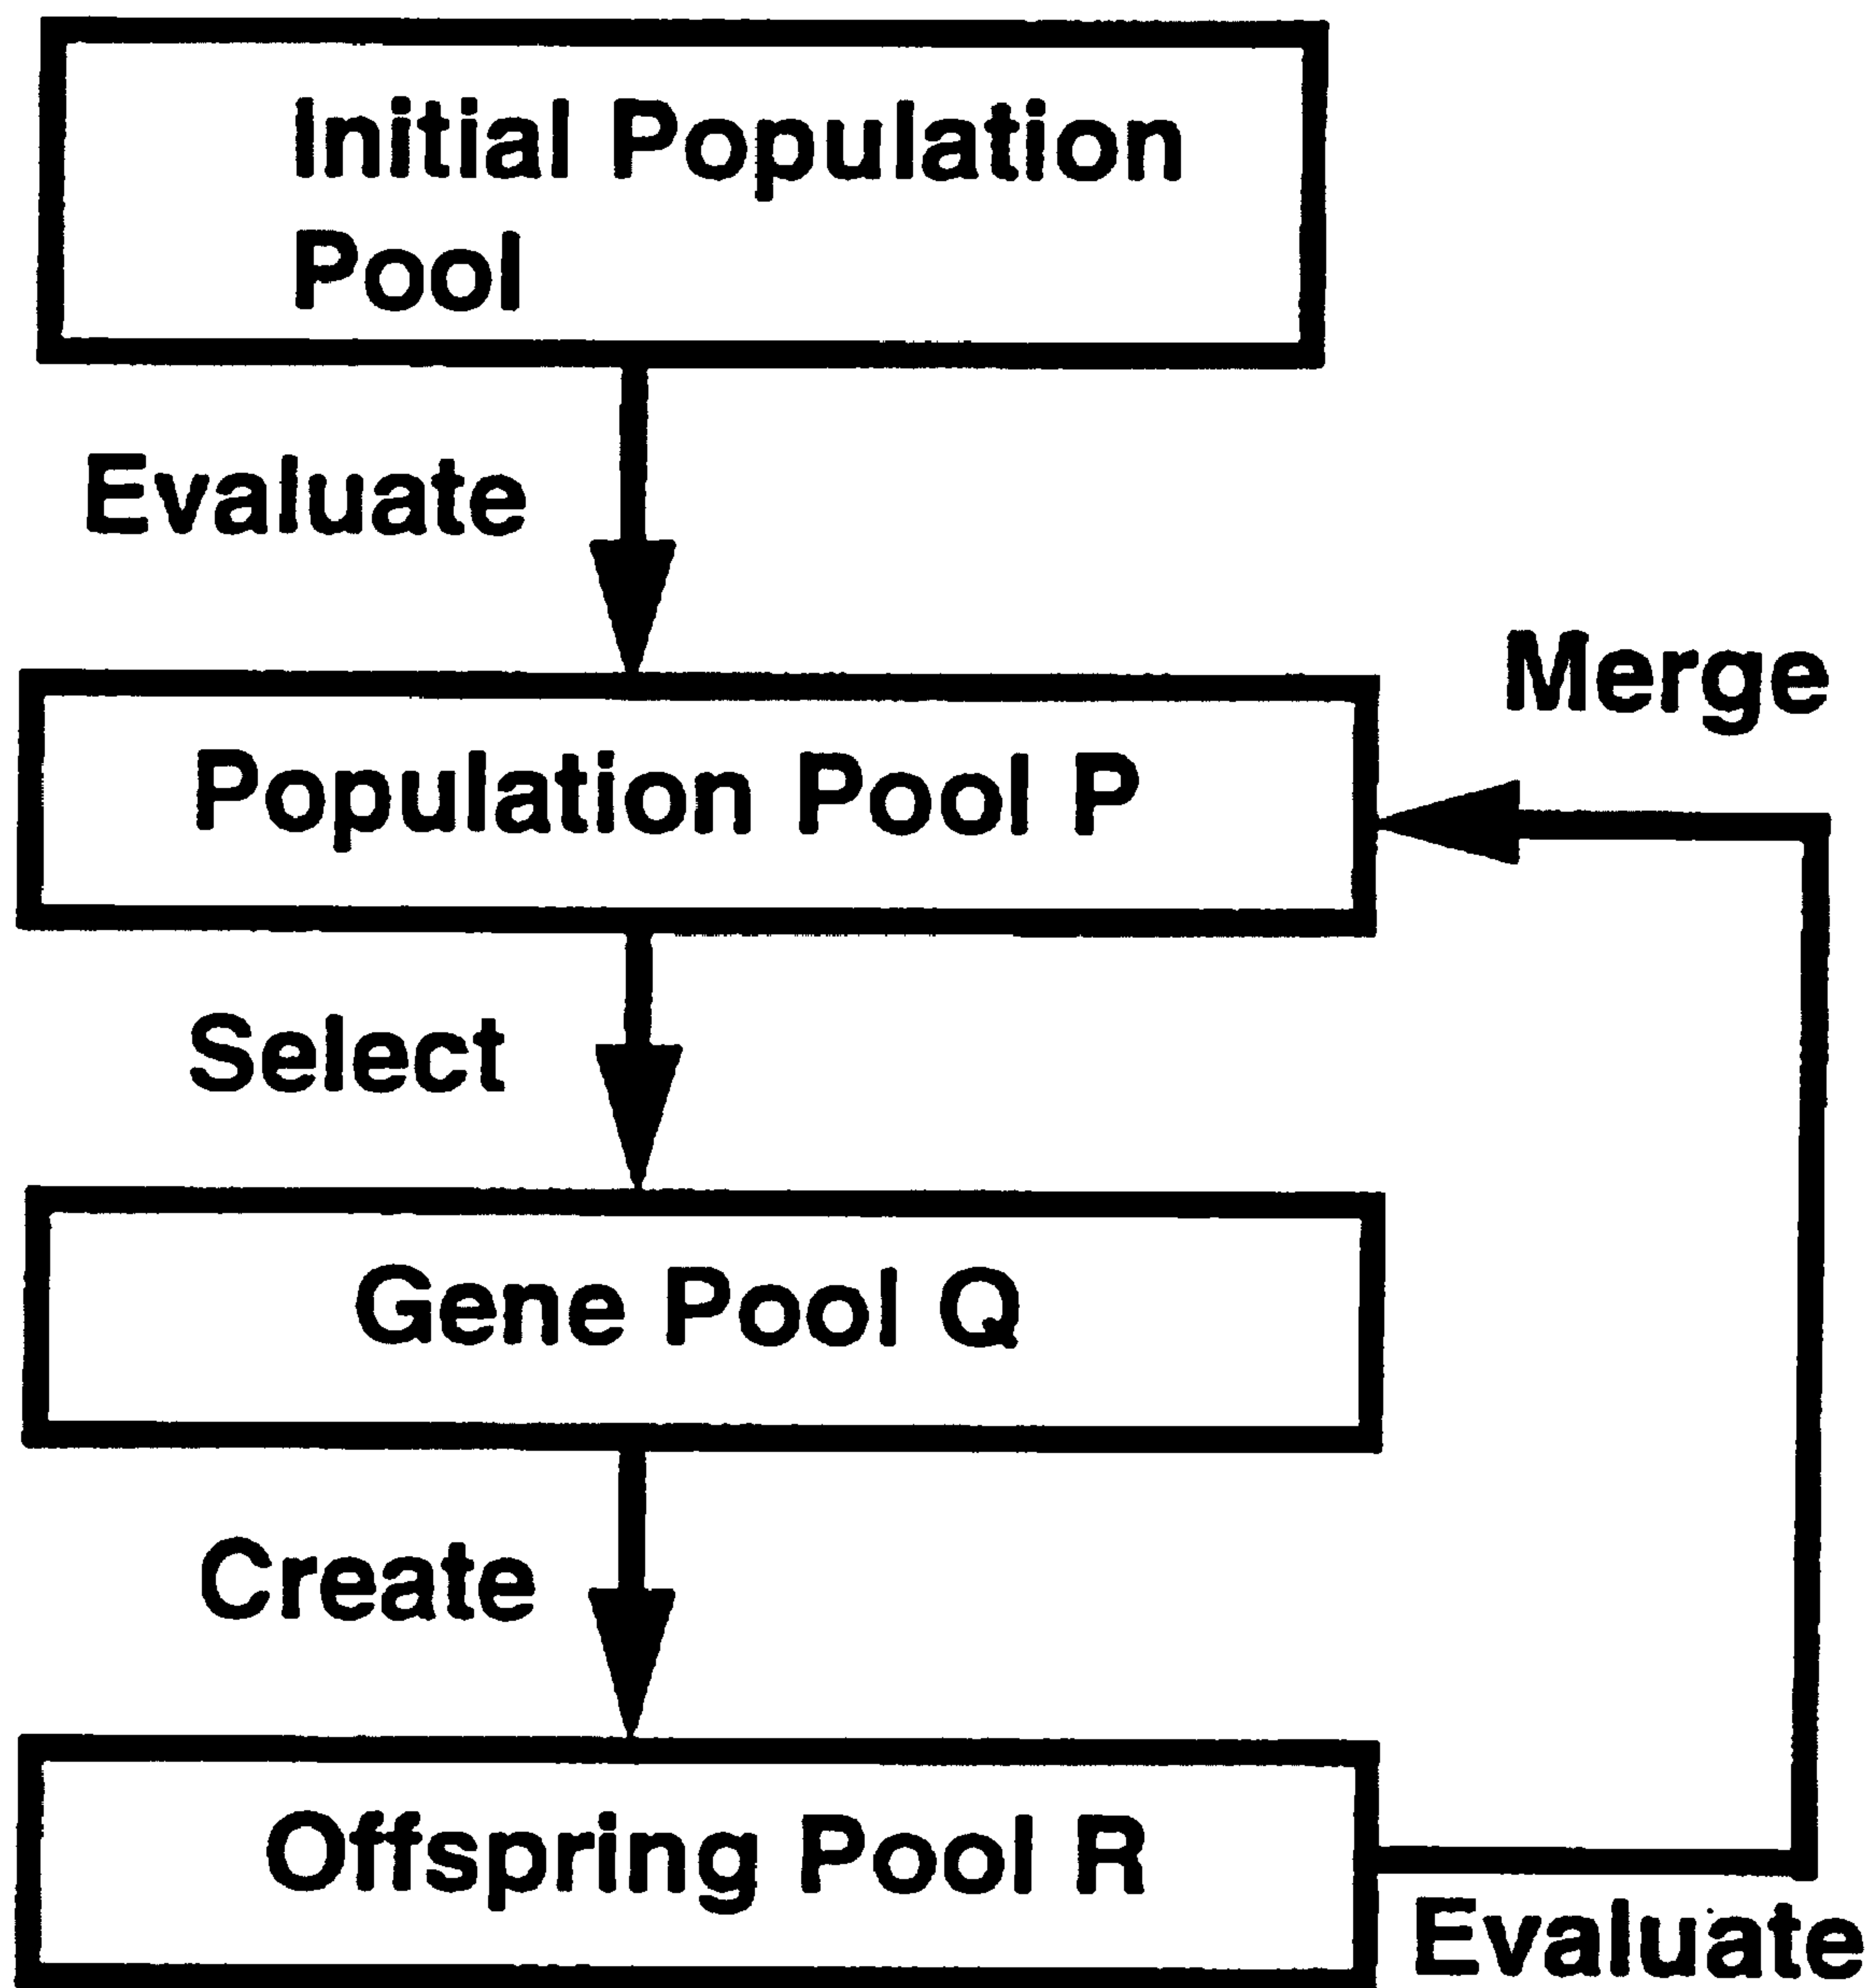 Initial Population
Pool
Evaluate
Merge
Population Pool P
Select
Gene Pool Q
Create
Offspring Pool R
Evaluate